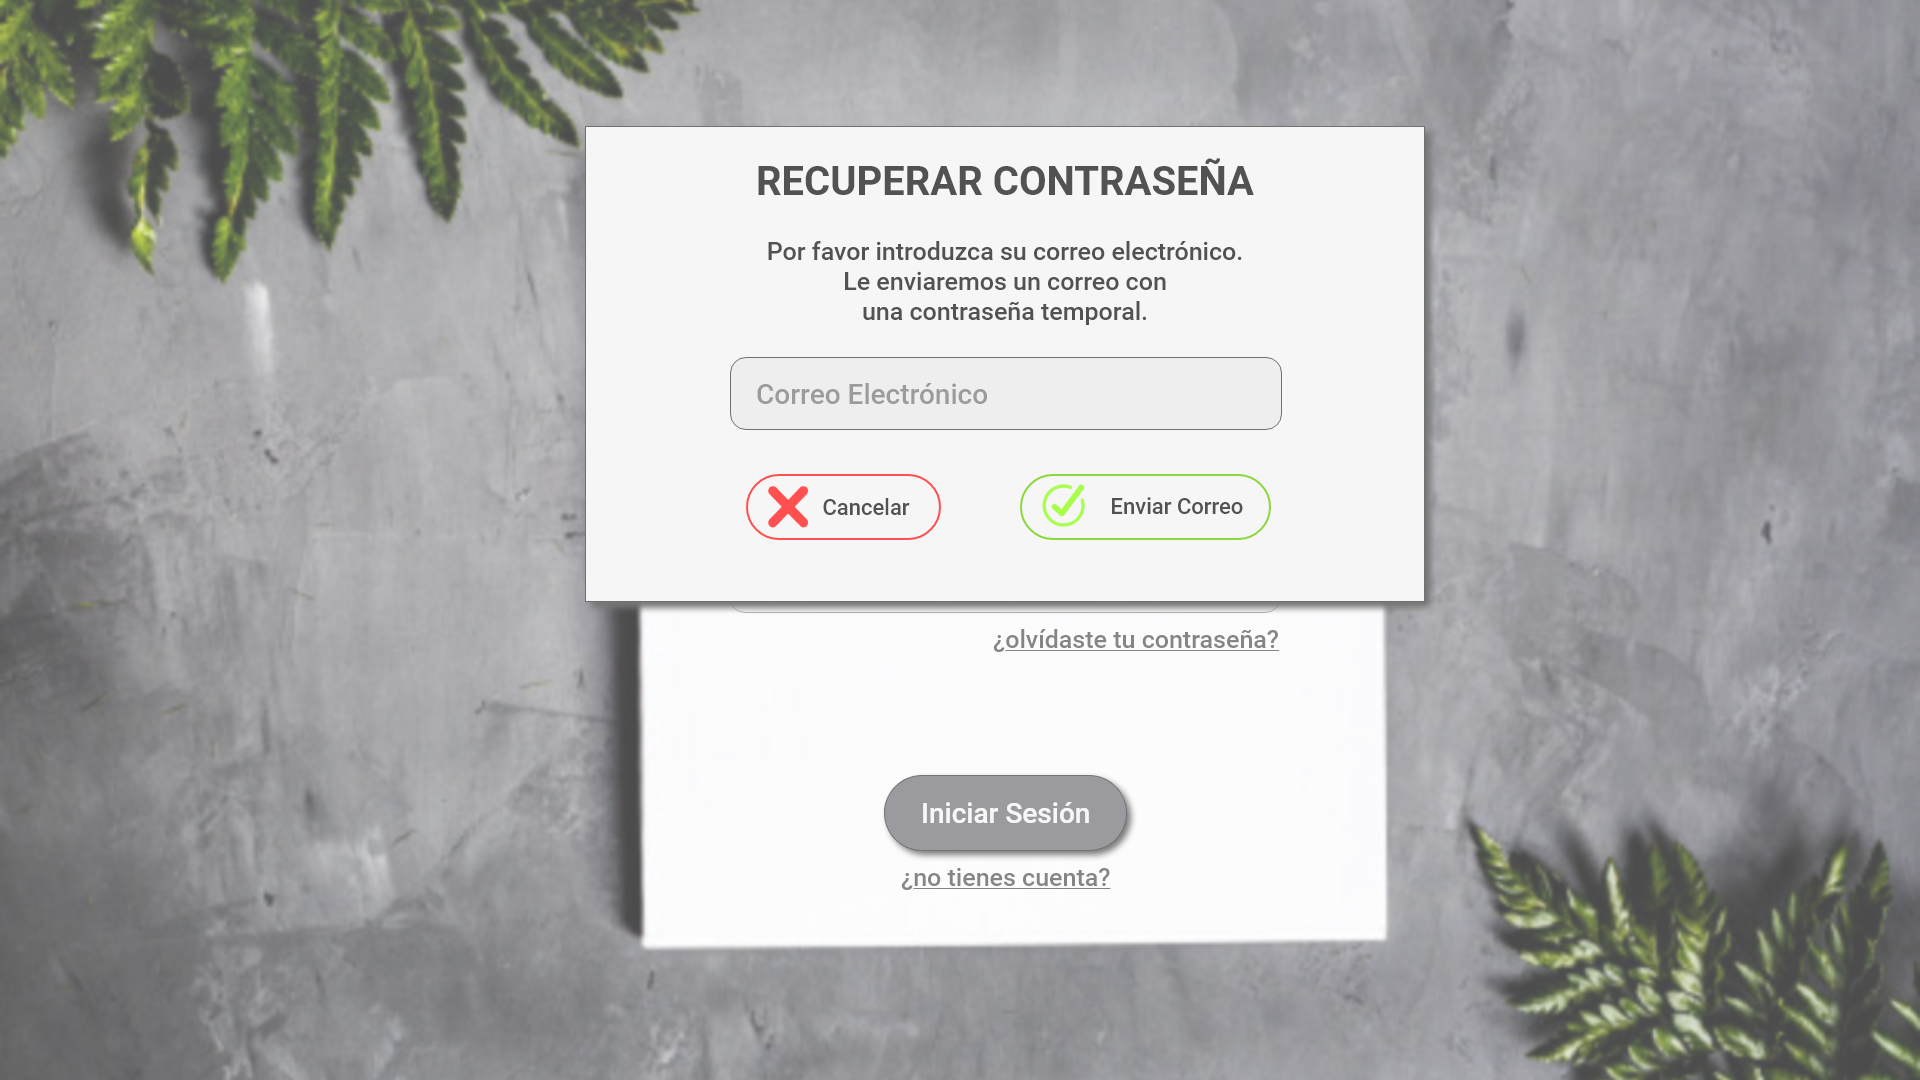 RECUPERAR CONTRASEÑA
Por favor introduzca su correo electrónico.
Le enviaremos un correo con
una contraseña temporal.
Correo Electrónico
Cancelar
Enviar Correo
¿olvídaste tu contraseña?
Iniciar Sesión
¿no tienes cuenta?